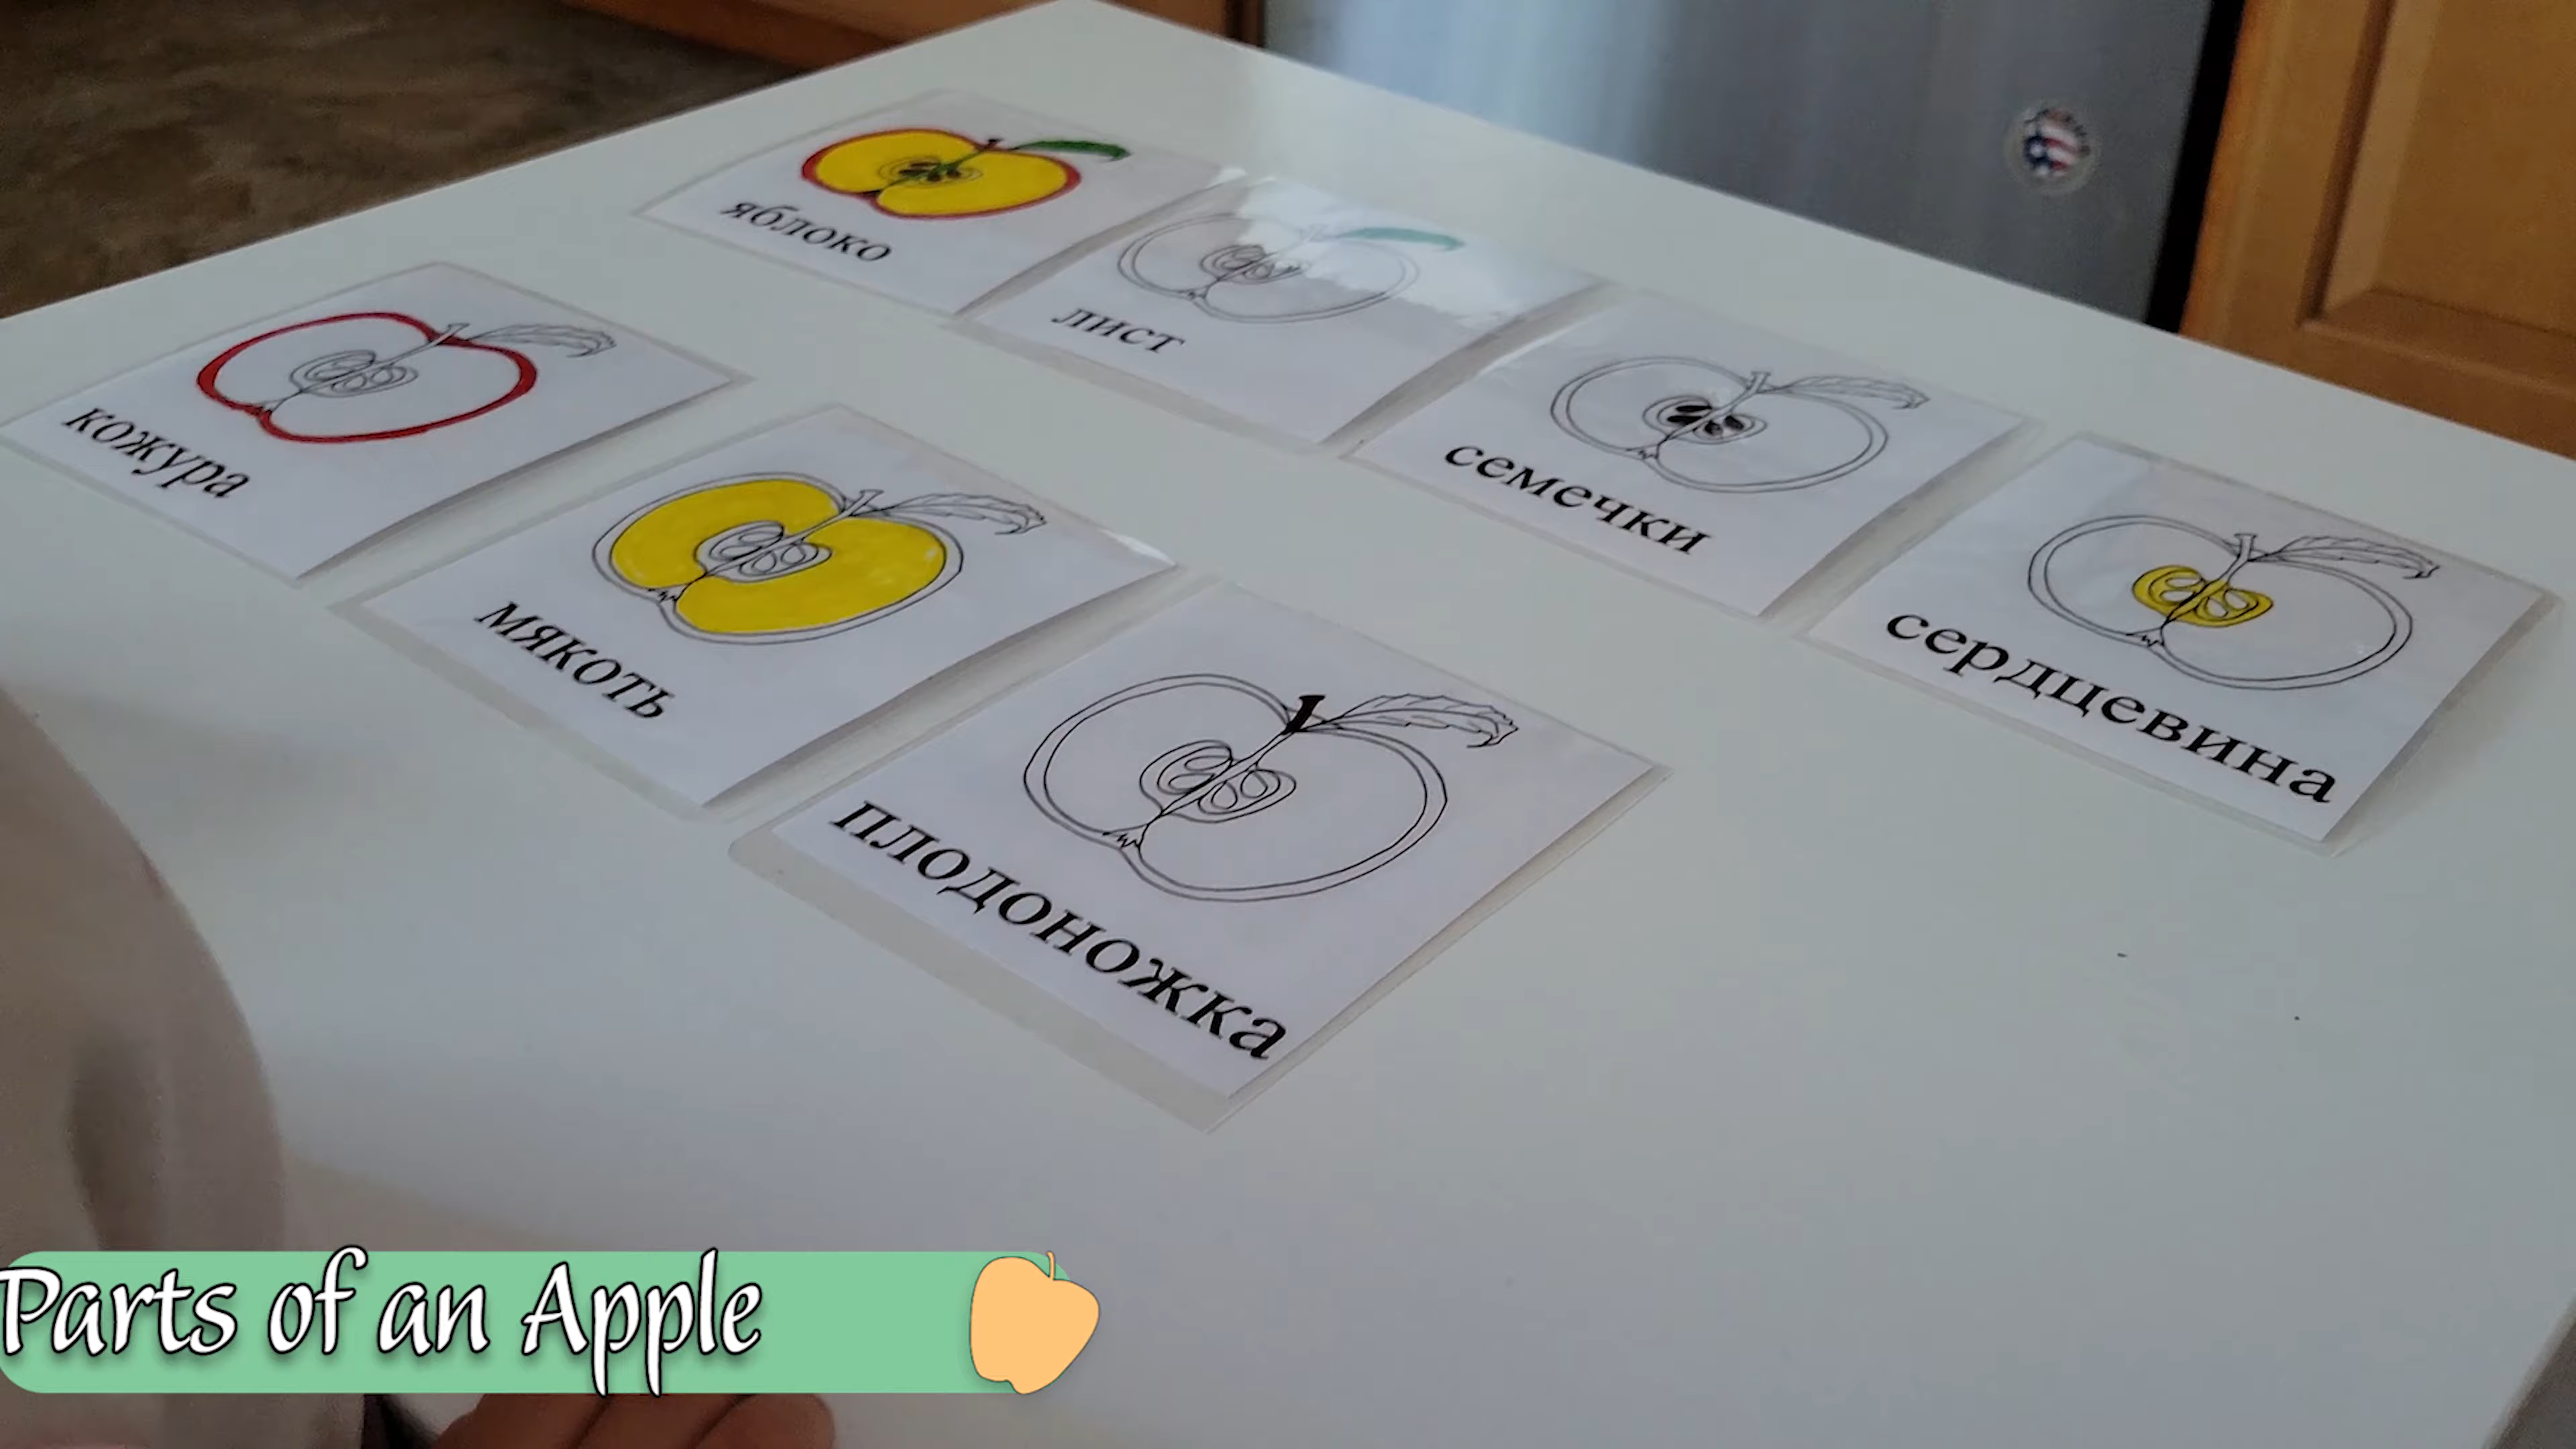 яблоко
лист
семечки
сердцевина
кожура
мякоть
плодоножка
Parts of an Apple